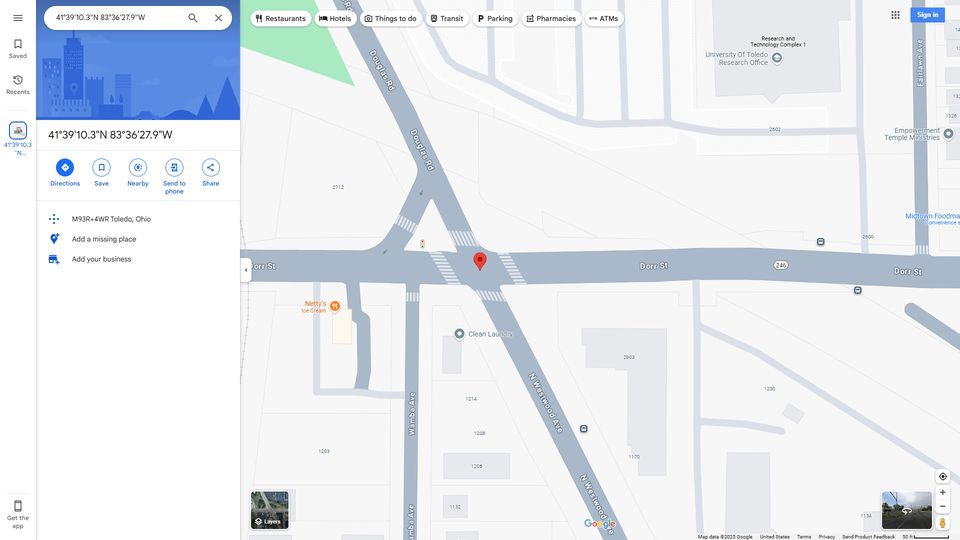 41°39'10.3"N 83°36'27.9"W
Restaurants
Hotels
Things to do
Transit
Parking
Pharmacies
ATMs
Sign in
Saved
Recents
41°39'10.3
"N...
Get the
app
41°39'10.3"N 83°36'27.9"W
Directions
Save
Nearby
Send to
phone
Share
M93R+4WR Toledo, Ohio
Add a missing place
Add your business
Douglas Rd
Douglas Rd
Research and
Technology Complex 1
University Of Toledo
Research Office
Fairlawn Ave
1326
Empowerment
Temple Ministries
2602
2712
Midtown Foodma
convenience s
2600
Dorr St
Dorr St
246
Dorr St
Netty's
Ice Cream
Clean Laundry
2603
1230
N Westwood Ave
Wamba Ave
1214
1208
1203
1205
1170
1132
N Westwood Ave
Wamba Ave
1134
Layers
Google
Map data ©2025 Google
United States
Terms
Privacy
Send Product Feedback
50 ft